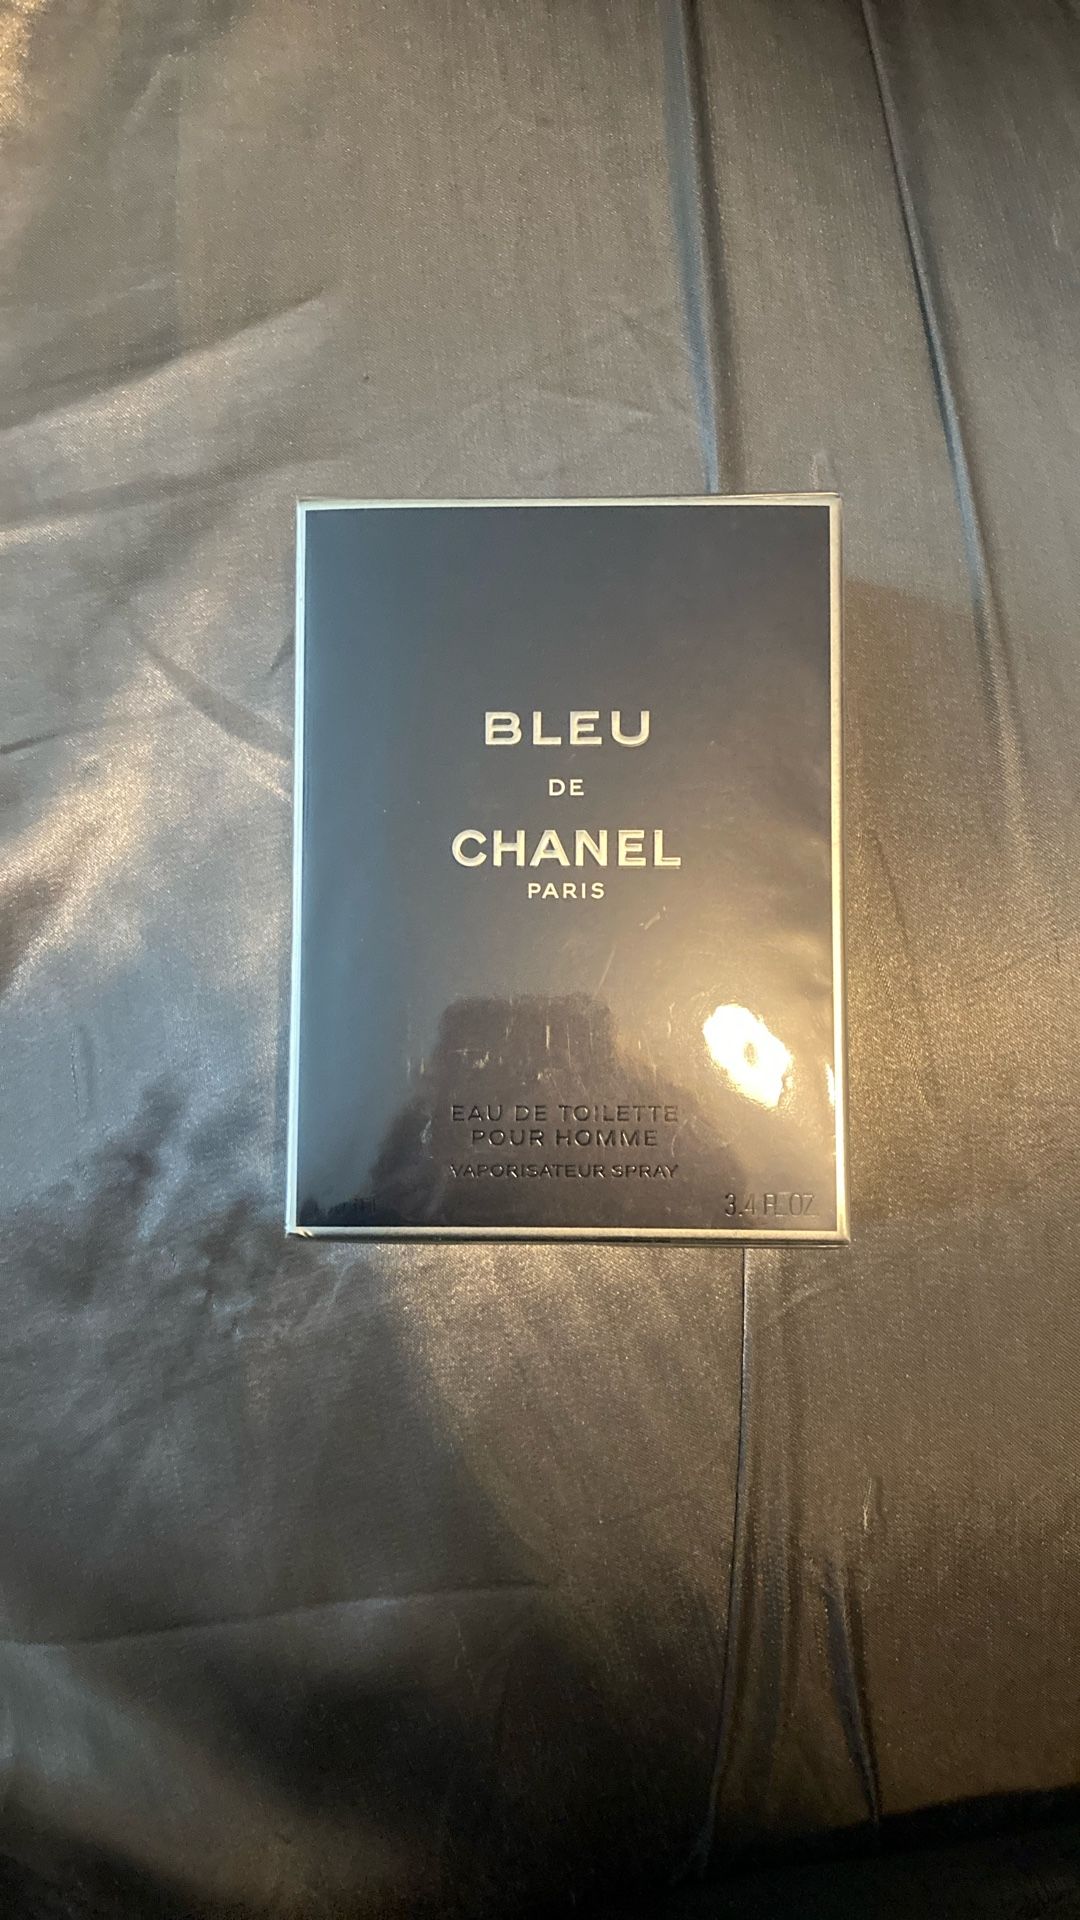 BLEU
DE
CHANEL
PARIS
EAU DE TOILETTE
POUR HOMME
VAPORISATEUR SPRAY
3.4 FL.OZ.